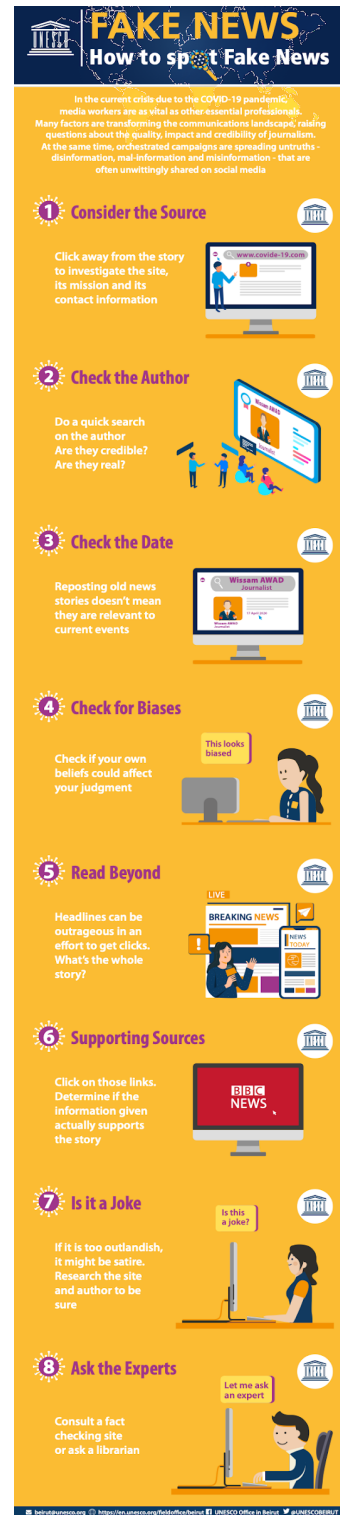 FAKE NEWS
How to spot Fake News
In the current crisis due to the COVID-19 pandemic,
media workers are as vital as other essential professionals.
Many factors are transforming the communications landscape, raising
questions about the quality, impact and credibility of journalism.
At the same time, orchestrated campaigns are spreading untruths -
disinformation, mal-information and misinformation - that are
often unwittingly shared on social media
1 Consider the Source
Click away from the story
to investigate the site,
its mission and its
contact information
www.covide-19.com
2 Check the Author
Do a quick search
on the author
Are they credible?
Are they real?
Wissam AWAD
Journalist
3 Check the Date
Reposting old news
stories doesn't mean
they are relevant to
current events
Wissam AWAD
Journalist
17 April 2020
Wissam AWAD
Journalist
4 Check for Biases
Check if your own
beliefs could affect
your judgment
This looks
biased
5 Read Beyond
Headlines can be
outrageous in an
effort to get clicks.
What's the whole
story?
LIVE
BREAKING NEWS
!
NEWS
TODAY
6 Supporting Sources
Click on those links.
Determine if the
information given
actually supports
the story
BBC
NEWS
7 Is it a Joke
If it is too outlandish,
it might be satire.
Research the site
and author to be
sure
Is this
a joke?
8 Ask the Experts
Consult a fact
checking site
or ask a librarian
Let me ask
an expert
beirut@unesco.org https://en.unesco.org/fieldoffice/beirut UNESCO Office in Beirut @UNESCOBEIRUT